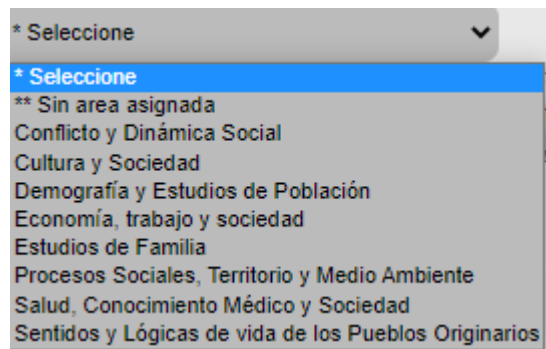 * Seleccione
* Seleccione
** Sin area asignada
Conflicto y Dinámica Social
Cultura y Sociedad
Demografía y Estudios de Población
Economía, trabajo y sociedad
Estudios de Familia
Procesos Sociales, Territorio y Medio Ambiente
Salud, Conocimiento Médico y Sociedad
Sentidos y Lógicas de vida de los Pueblos Originarios